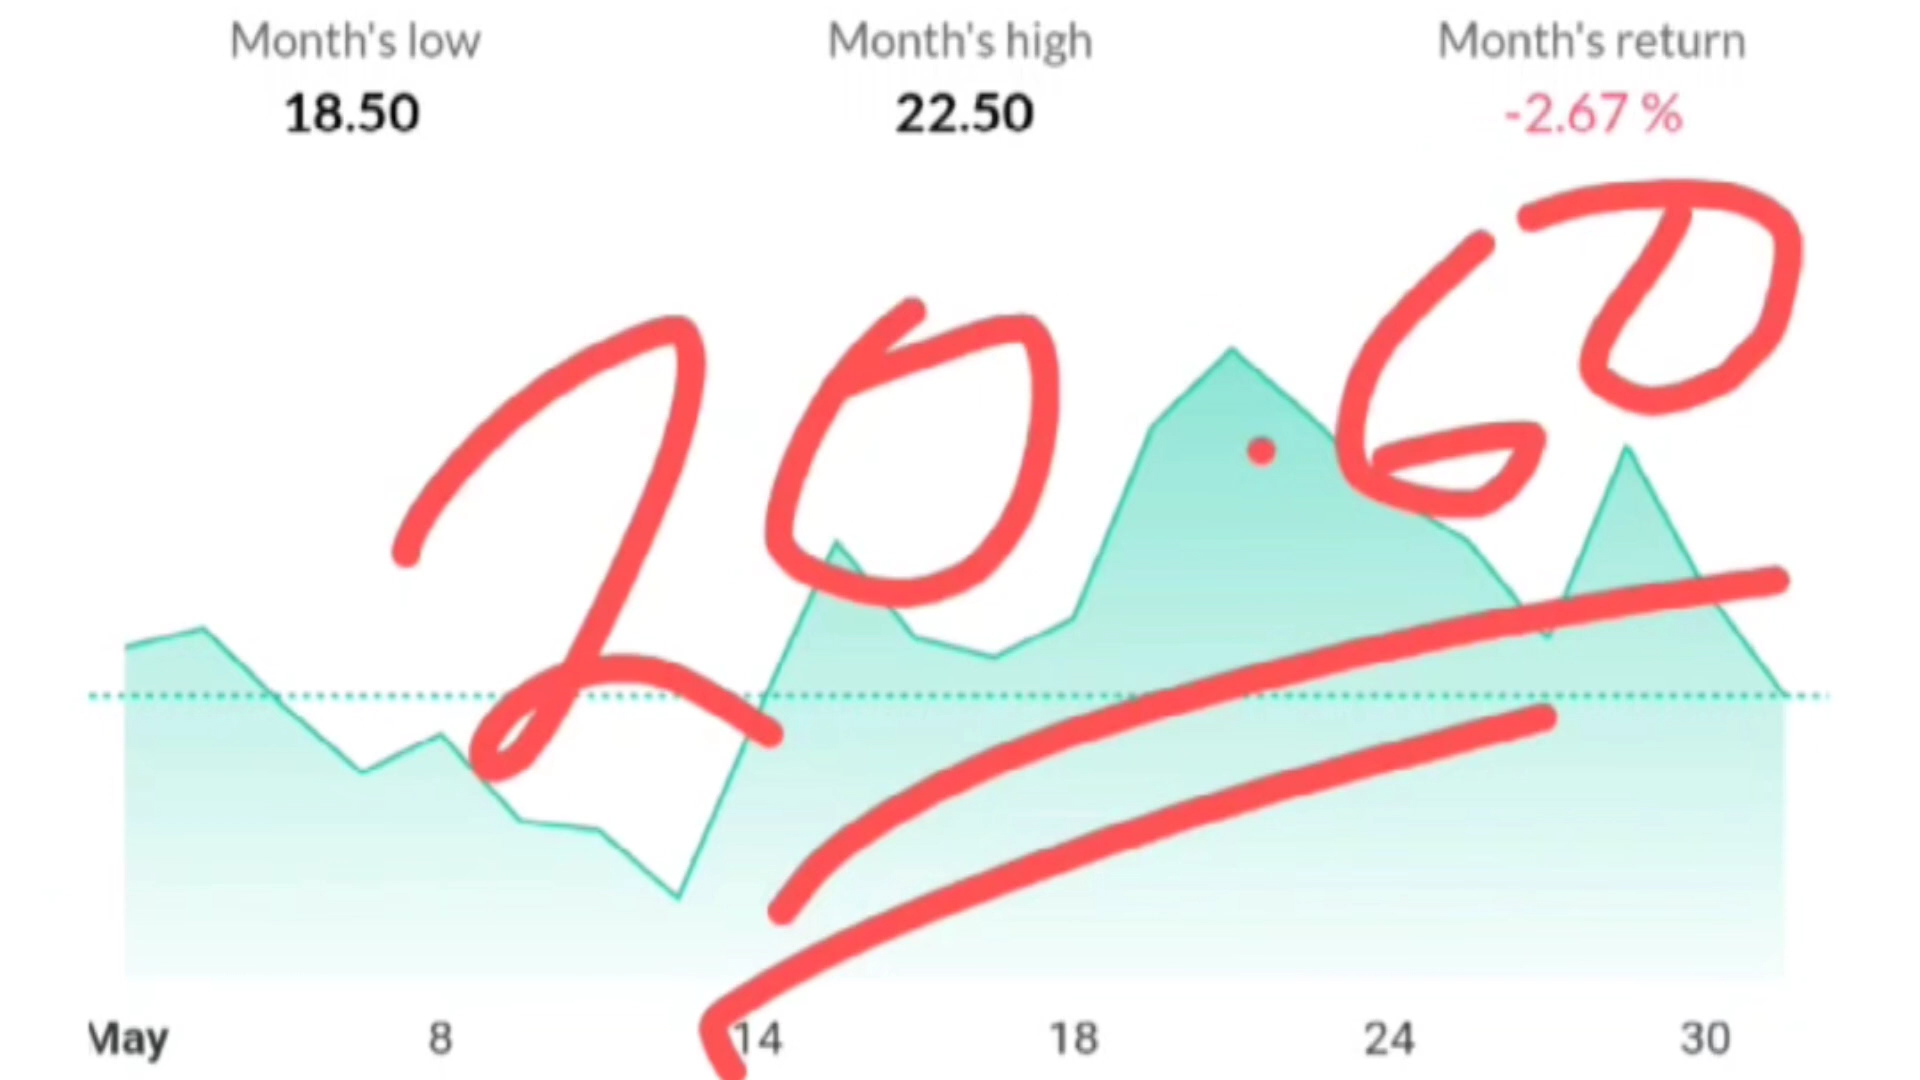 Month's low Month's high Month's return
18.50 22.50 -2.67 %
20.60
May 8 14 18 24 30